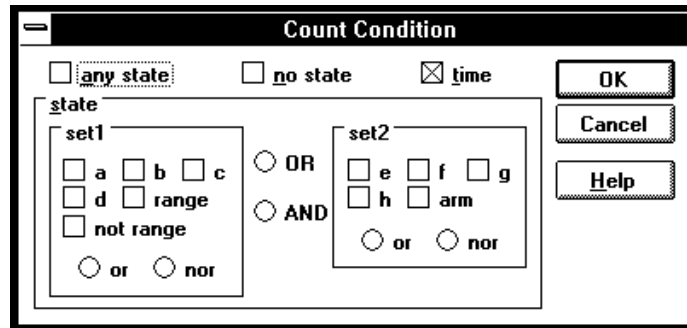 Count Condition
any state no state time OK
state
set1 set2 Cancel
a b c OR e f g
d range AND h arm Help
not range
or nor or nor